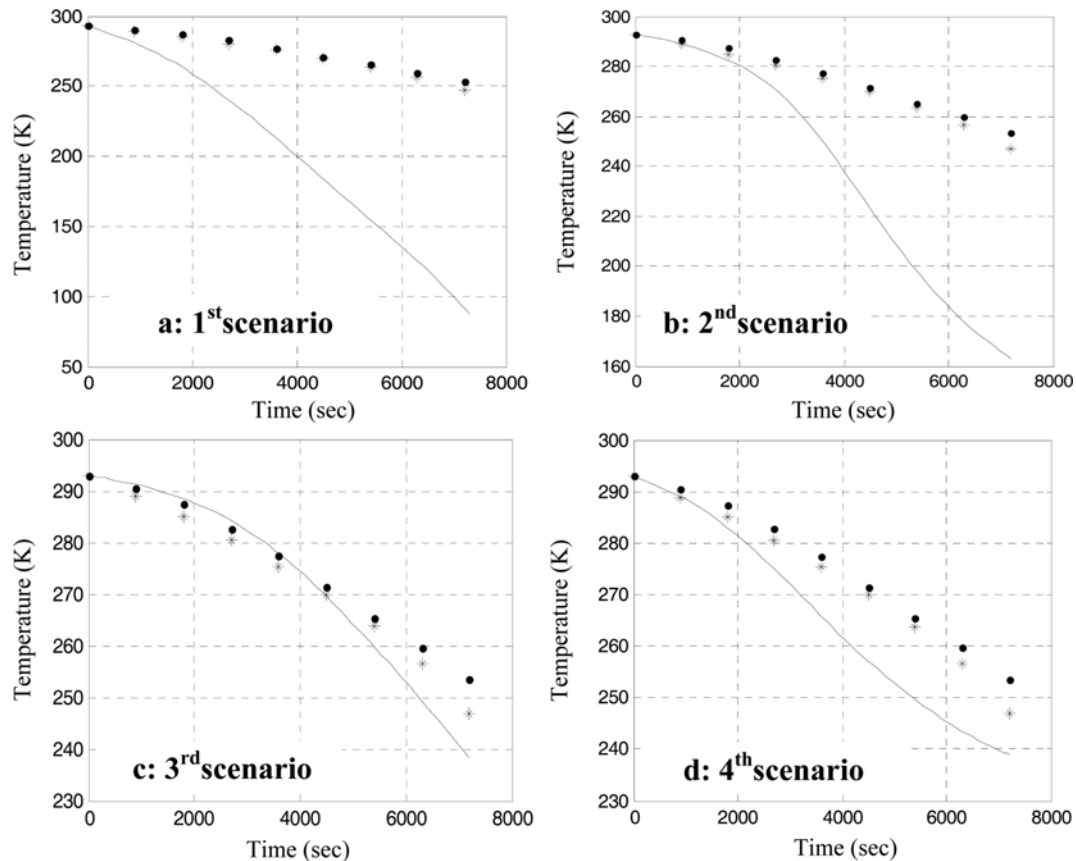 300
250
200
150
100
50
Temperature (K)
a: 1st scenario
0 2000 4000 6000 8000
Time (sec)
300
280
260
240
220
200
180
160
Temperature (K)
b: 2nd scenario
0 2000 4000 6000 8000
Time (sec)
300
290
280
270
260
250
240
230
Temperature (K)
c: 3rd scenario
0 2000 4000 6000 8000
Time (sec)
300
290
280
270
260
250
240
230
Temperature (K)
d: 4th scenario
0 2000 4000 6000 8000
Time (sec)